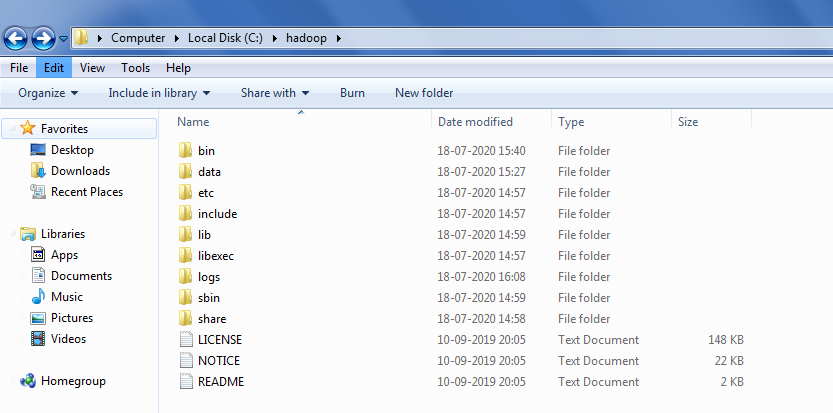 Computer Local Disk (C:) hadoop
File Edit View Tools Help
Organize Include in library Share with Burn New folder
Favorites
Desktop
Downloads
Recent Places
Libraries
Apps
Documents
Music
Pictures
Videos
Homegroup
Name Date modified Type Size
bin 18-07-2020 15:40 File folder
data 18-07-2020 15:27 File folder
etc 18-07-2020 14:57 File folder
include 18-07-2020 14:57 File folder
lib 18-07-2020 14:59 File folder
libexec 18-07-2020 14:57 File folder
logs 18-07-2020 16:08 File folder
sbin 18-07-2020 14:59 File folder
share 18-07-2020 14:58 File folder
LICENSE 10-09-2019 20:05 Text Document 148 KB
NOTICE 10-09-2019 20:05 Text Document 22 KB
README 10-09-2019 20:05 Text Document 2 KB